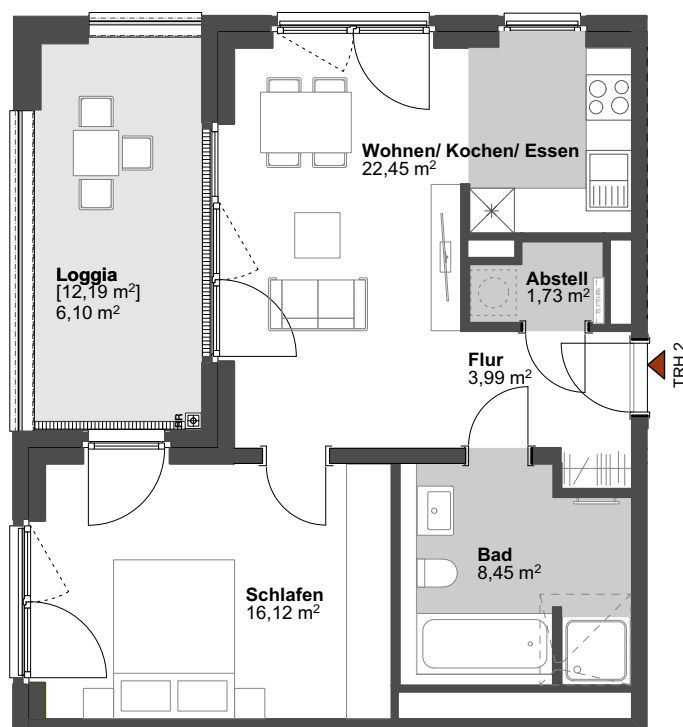 Wohnen/ Kochen/ Essen
22,45 m²
Loggia
[12,19 m²]
6,10 m²
Abstell
1,73 m²
Flur
3,99 m²
TRH 2
RR
Bad
8,45 m²
Schlafen
16,12 m²